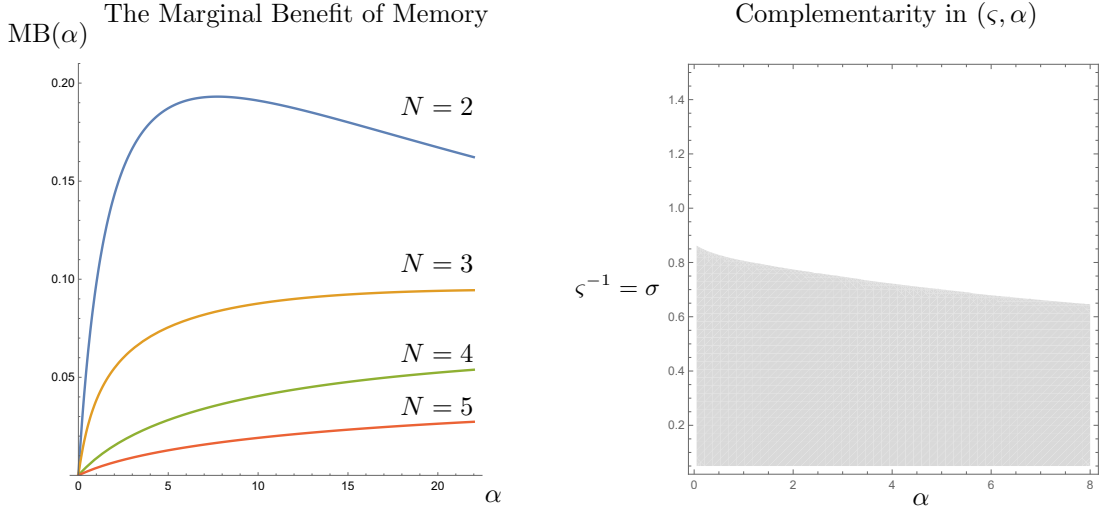 The Marginal Benefit of Memory
MB(α)
0.20
0.15
0.10
0.05
N = 2
N = 3
N = 4
N = 5
0 5 10 15 20
α
Complementarity in (ς, α)
1.4
1.2
1.0
0.8
0.6
0.4
0.2
ς⁻¹ = σ
0 2 4 6 8
α